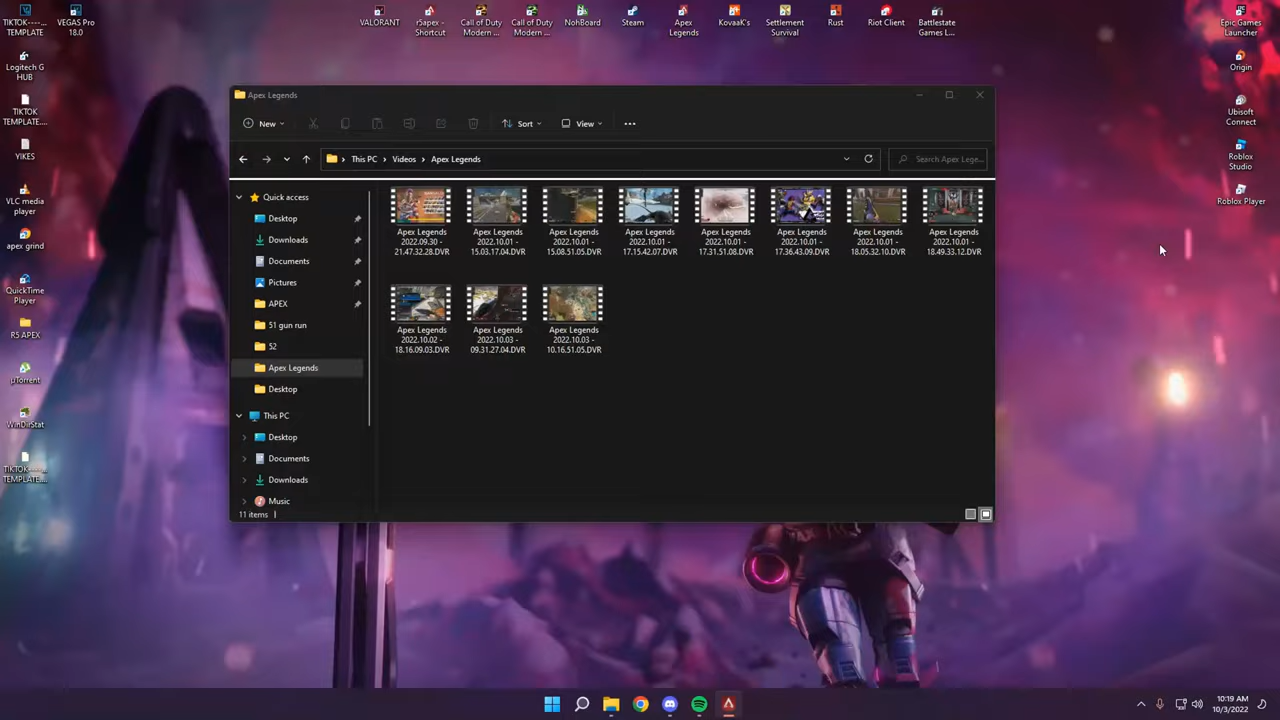 TIKTOK----...
TEMPLATE
VEGAS Pro
18.0
VALORANT
r5apex -
Shortcut
Call of Duty
Modern ...
Call of Duty
Modern ...
NohBoard
Steam
Apex
Legends
KovaaK's
Settlement
Survival
Rust
Riot Client
Battlestate
Games L...
Epic Games
Launcher
Logitech G
HUB
Origin
TIKTOK
TEMPLATE....
Ubisoft
Connect
YIKES
Roblox
Studio
VLC media
player
Roblox Player
apex grind
QuickTime
Player
R5 APEX
µTorrent
WinDirStat
TIKTOK----...
TEMPLATE....
Apex Legends
New
Sort
View
This PC
Videos
Apex Legends
Search Apex Lege...
Quick access
Desktop
Downloads
Documents
Pictures
APEX
51 gun run
52
Apex Legends
Desktop
This PC
Desktop
Documents
Downloads
Music
Apex Legends
2022.09.30 -
21.47.32.28.DVR
Apex Legends
2022.10.01 -
15.03.17.04.DVR
Apex Legends
2022.10.01 -
15.08.51.05.DVR
Apex Legends
2022.10.01 -
17.15.42.07.DVR
Apex Legends
2022.10.01 -
17.31.51.08.DVR
Apex Legends
2022.10.01 -
17.36.43.09.DVR
Apex Legends
2022.10.01 -
18.05.32.10.DVR
Apex Legends
2022.10.01 -
18.49.33.12.DVR
Apex Legends
2022.10.02 -
18.16.09.03.DVR
Apex Legends
2022.10.03 -
09.31.27.04.DVR
Apex Legends
2022.10.03 -
10.16.51.05.DVR
11 items
10:19 AM
10/3/2022